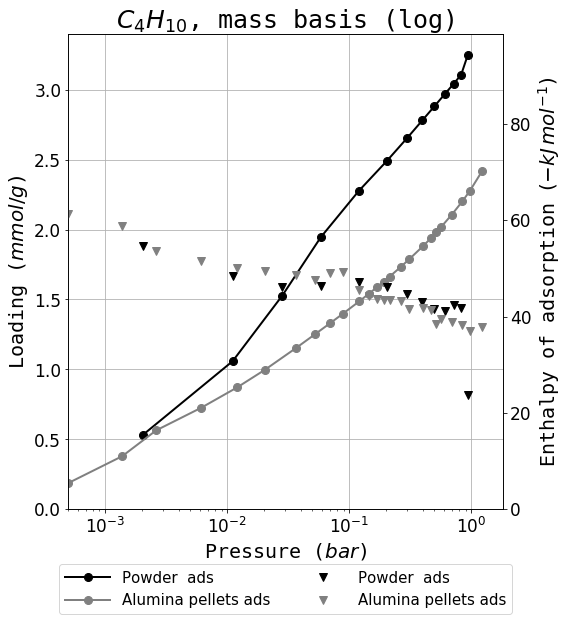 C₄H₁₀, mass basis (log)
Loading (mmol/g)
3.0
2.5
2.0
1.5
1.0
0.5
0.0
80
60
40
20
0
Enthalpy of adsorption (−kJ mol⁻¹)
10⁻³ 10⁻² 10⁻¹ 10⁰
Pressure (bar)
Powder ads Powder ads
Alumina pellets ads Alumina pellets ads